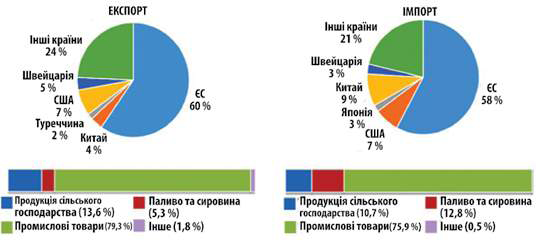 ЕКСПОРТ
Інші країни
24 %
Швейцарія
5 %
США
7 %
Туреччина
2 %
Китай
4 %
ЄС
60 %
Продукція сільського
господарства (13,6 %)
Промислові товари (79,3 %)
Паливо та сировина
(5,3 %)
Інше (1,8 %)
ІМПОРТ
Інші країни
21 %
Швейцарія
3 %
Китай
9 %
Японія
3 %
США
7 %
ЄС
58 %
Продукція сільського
господарства (10,7 %)
Промислові товари (75,9 %)
Паливо та сировина
(12,8 %)
Інше (0,5 %)